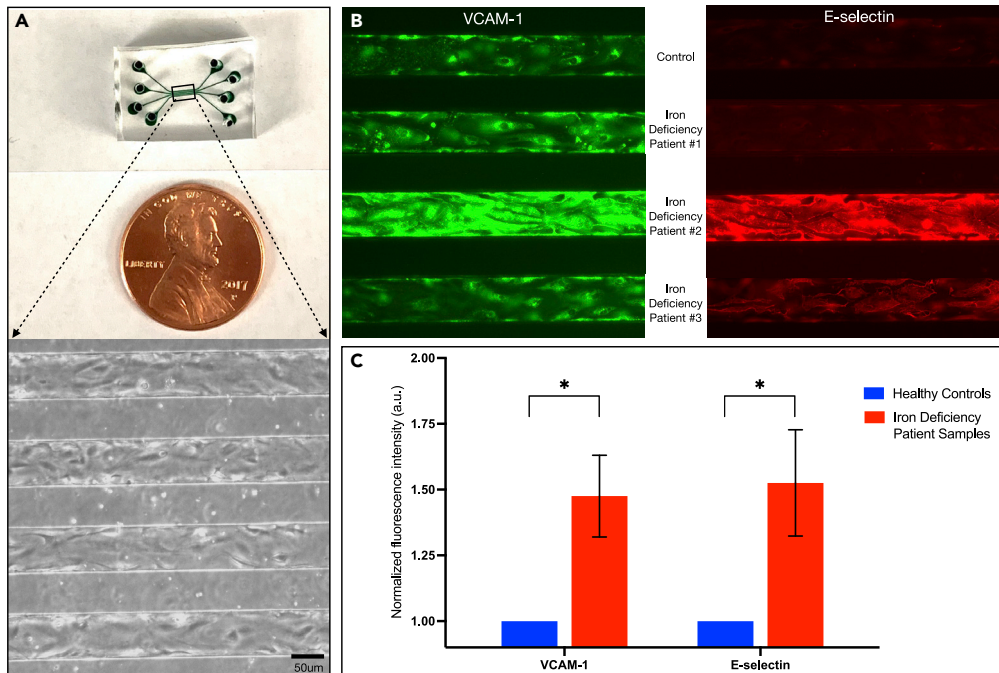 A
IN GOD WE TRUST
LIBERTY
2017
50um
B
VCAM-1
E-selectin
Control
Iron
Deficiency
Patient #1
Iron
Deficiency
Patient #2
Iron
Deficiency
Patient #3
C
Normalized fluorescence intensity (a.u.)
2.00
1.75
1.50
1.25
1.00
*
*
VCAM-1
E-selectin
Healthy Controls
Iron Deficiency
Patient Samples